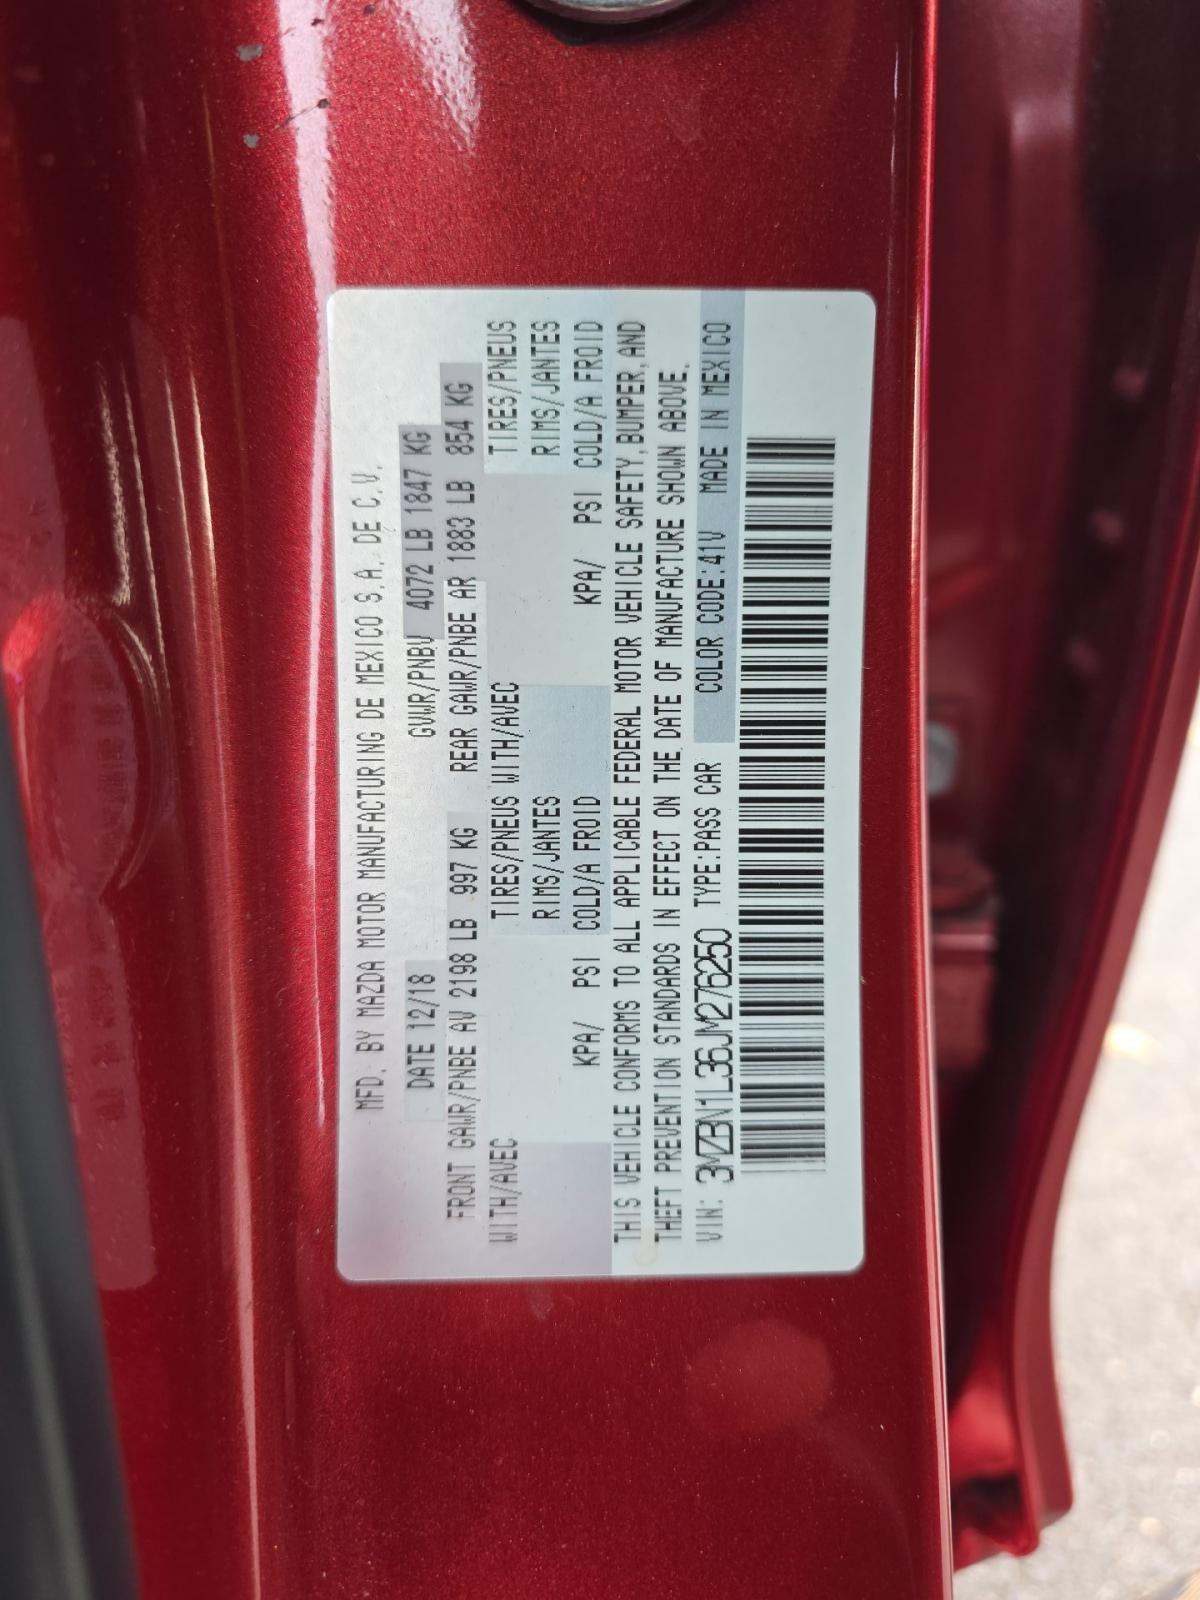 MFD. BY MAZDA MOTOR MANUFACTURING DE MEXICO S.A. DE C.V.
DATE 12/18 GVWR/PNBV 4072 LB 1847 KG
FRONT GAWR/PNBE AV 2198 LB 997 KG REAR GAWR/PNBE AR 1883 LB 854 KG
WITH/AVEC TIRES/PNEUS WITH/AVEC TIRES/PNEUS
RIMS/JANTES RIMS/JANTES
KPA/ PSI COLD/A FROID KPA/ PSI COLD/A FROID
THIS VEHICLE CONFORMS TO ALL APPLICABLE FEDERAL MOTOR VEHICLE SAFETY, BUMPER, AND
THEFT PREVENTION STANDARDS IN EFFECT ON THE DATE OF MANUFACTURE SHOWN ABOVE.
VIN: 3MZBN1L36JM276250 TYPE:PASS CAR COLOR CODE:41V MADE IN MEXICO